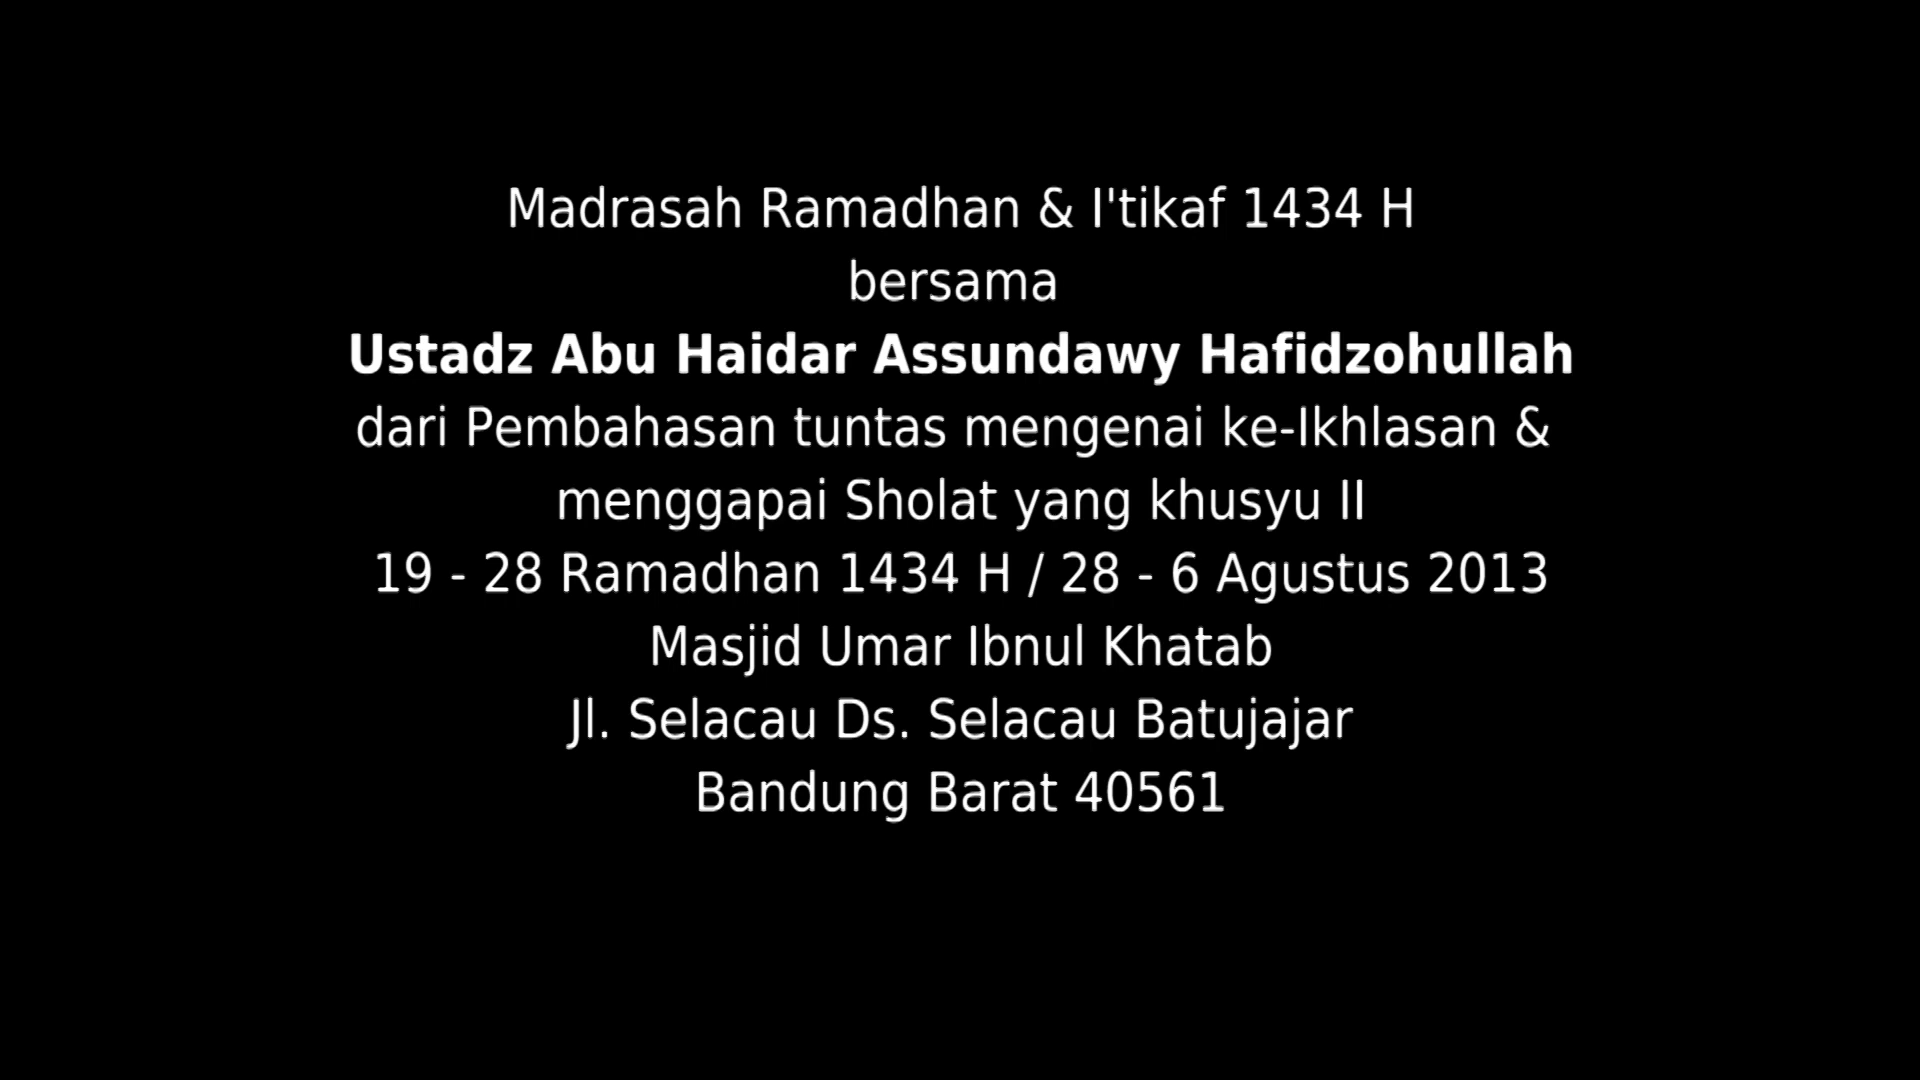 Madrasah Ramadhan & I'tikaf 1434 H
bersama
Ustadz Abu Haidar Assundawy Hafidzohullah
dari Pembahasan tuntas mengenai ke-Ikhlasan &
menggapai Sholat yang khusyu II
19 - 28 Ramadhan 1434 H / 28 - 6 Agustus 2013
Masjid Umar Ibnul Khatab
Jl. Selacau Ds. Selacau Batujajar
Bandung Barat 40561